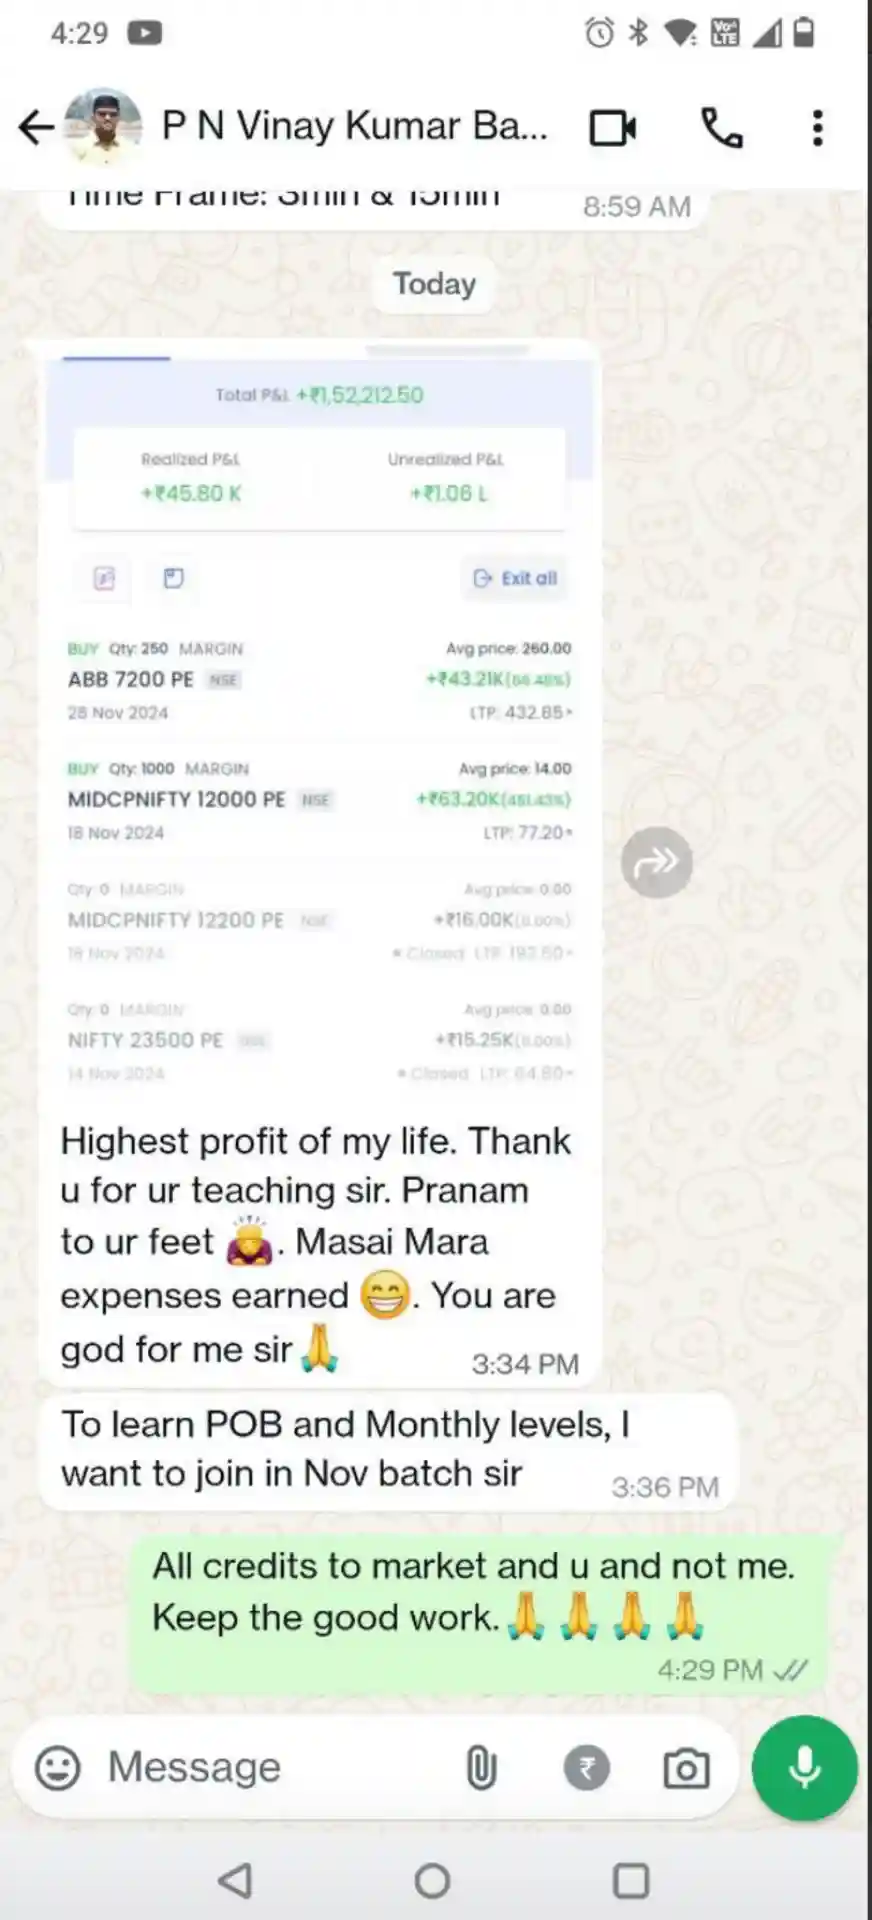 4:29
P N Vinay Kumar Ba...
Time Frame: 3min & 15min
8:59 AM
Today
Total P&L +₹1,52,212.50
Realized P&L Unrealized P&L
+₹45.80 K +₹1.06 L
Exit all
BUY Qty: 250 MARGIN Avg price: 260.00
ABB 7200 PE NSE +₹43.21K
28 Nov 2024 LTP: 432.85
BUY Qty: 1000 MARGIN Avg price: 14.00
MIDCPNIFTY 12000 PE NSE +₹63.20K(451.43%)
18 Nov 2024 LTP: 77.20
Qty: 0 MARGIN Avg price: 0.00
MIDCPNIFTY 12200 PE NSE +₹16.00K(0.00%)
18 Nov 2024 Closed LTP: 192.50
Qty: 0 MARGIN Avg price: 0.00
NIFTY 23500 PE NSE +₹15.25K(0.00%)
14 Nov 2024 Closed LTP: 64.80
Highest profit of my life. Thank
u for ur teaching sir. Pranam
to ur feet 🙇. Masai Mara
expenses earned 😁. You are
god for me sir🙏
3:34 PM
To learn POB and Monthly levels, I
want to join in Nov batch sir
3:36 PM
All credits to market and u and not me.
Keep the good work.🙏🙏🙏🙏
4:29 PM
Message